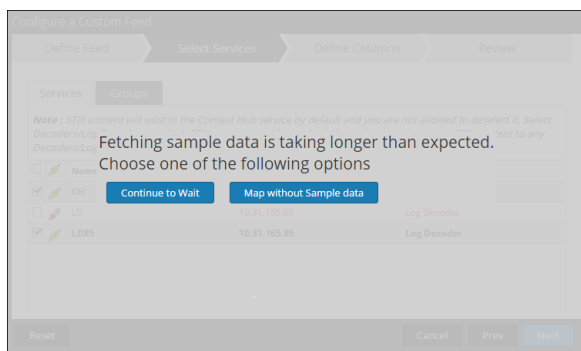 Configure a Custom Feed
Define Feed
Select Services
Define Columns
Review
Services
Groups
Note : STIX content will exist in the Context Hub service by default and you are not allowed to deselect it. Select
Decoders/Log
Fetching sample data is taking longer than expected.
ent to any
Decoders/Log
Choose one of the following options
Name
CH
Continue to Wait
Map without Sample data
LD
10.31.165.66
Log Decoder
LD85
10.31.165.85
Log Decoder
Reset
Cancel
Prev
Next